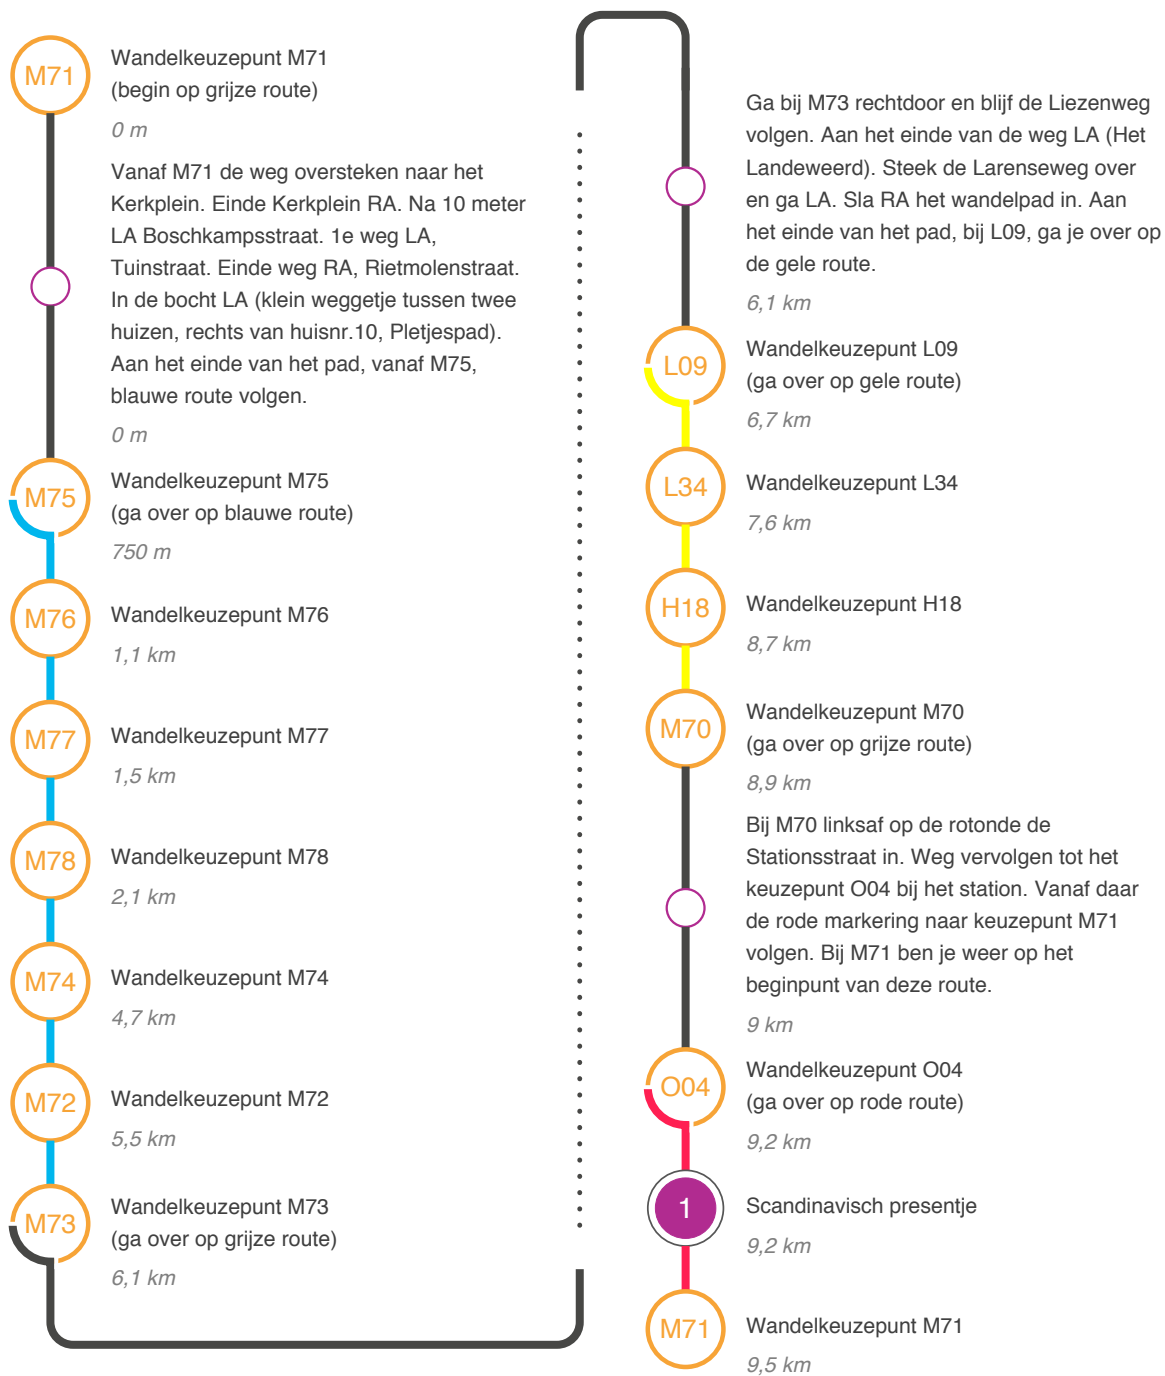 M71
Wandelkeuzepunt M71
(begin op grijze route)
0 m
Vanaf M71 de weg oversteken naar het
Kerkplein. Einde Kerkplein RA. Na 10 meter
LA Boschkampsstraat. 1e weg LA,
Tuinstraat. Einde weg RA, Rietmolenstraat.
In de bocht LA (klein weggetje tussen twee
huizen, rechts van huisnr.10, Pletjespad).
Aan het einde van het pad, vanaf M75,
blauwe route volgen.
0 m
M75
Wandelkeuzepunt M75
(ga over op blauwe route)
750 m
M76
Wandelkeuzepunt M76
1,1 km
M77
Wandelkeuzepunt M77
1,5 km
M78
Wandelkeuzepunt M78
2,1 km
M74
Wandelkeuzepunt M74
4,7 km
M72
Wandelkeuzepunt M72
5,5 km
M73
Wandelkeuzepunt M73
(ga over op grijze route)
6,1 km
Ga bij M73 rechtdoor en blijf de Liezenweg
volgen. Aan het einde van de weg LA (Het
Landeweerd). Steek de Larenseweg over
en ga LA. Sla RA het wandelpad in. Aan
het einde van het pad, bij L09, ga je over op
de gele route.
6,1 km
L09
Wandelkeuzepunt L09
(ga over op gele route)
6,7 km
L34
Wandelkeuzepunt L34
7,6 km
H18
Wandelkeuzepunt H18
8,7 km
M70
Wandelkeuzepunt M70
(ga over op grijze route)
8,9 km
Bij M70 linksaf op de rotonde de
Stationsstraat in. Weg vervolgen tot het
keuzepunt O04 bij het station. Vanaf daar
de rode markering naar keuzepunt M71
volgen. Bij M71 ben je weer op het
beginpunt van deze route.
9 km
O04
Wandelkeuzepunt O04
(ga over op rode route)
9,2 km
1
Scandinavisch presentje
9,2 km
M71
Wandelkeuzepunt M71
9,5 km